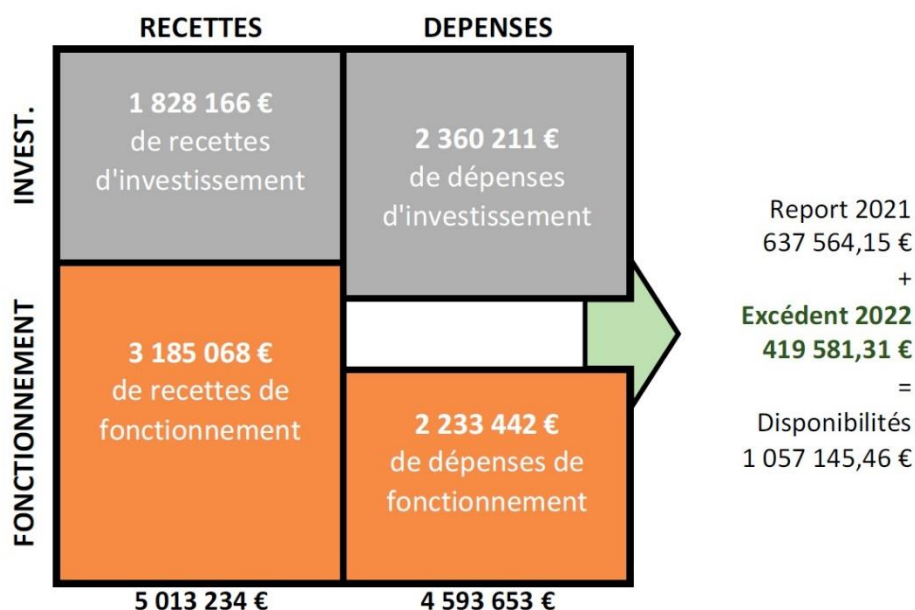 RECETTES
DEPENSES
INVEST.
1 828 166 €
de recettes
d'investissement
2 360 211 €
de dépenses
d'investissement
FONCTIONNEMENT
3 185 068 €
de recettes de
fonctionnement
2 233 442 €
de dépenses de
fonctionnement
5 013 234 €
4 593 653 €
Report 2021
637 564,15 €
+
Excédent 2022
419 581,31 €
=
Disponibilités
1 057 145,46 €